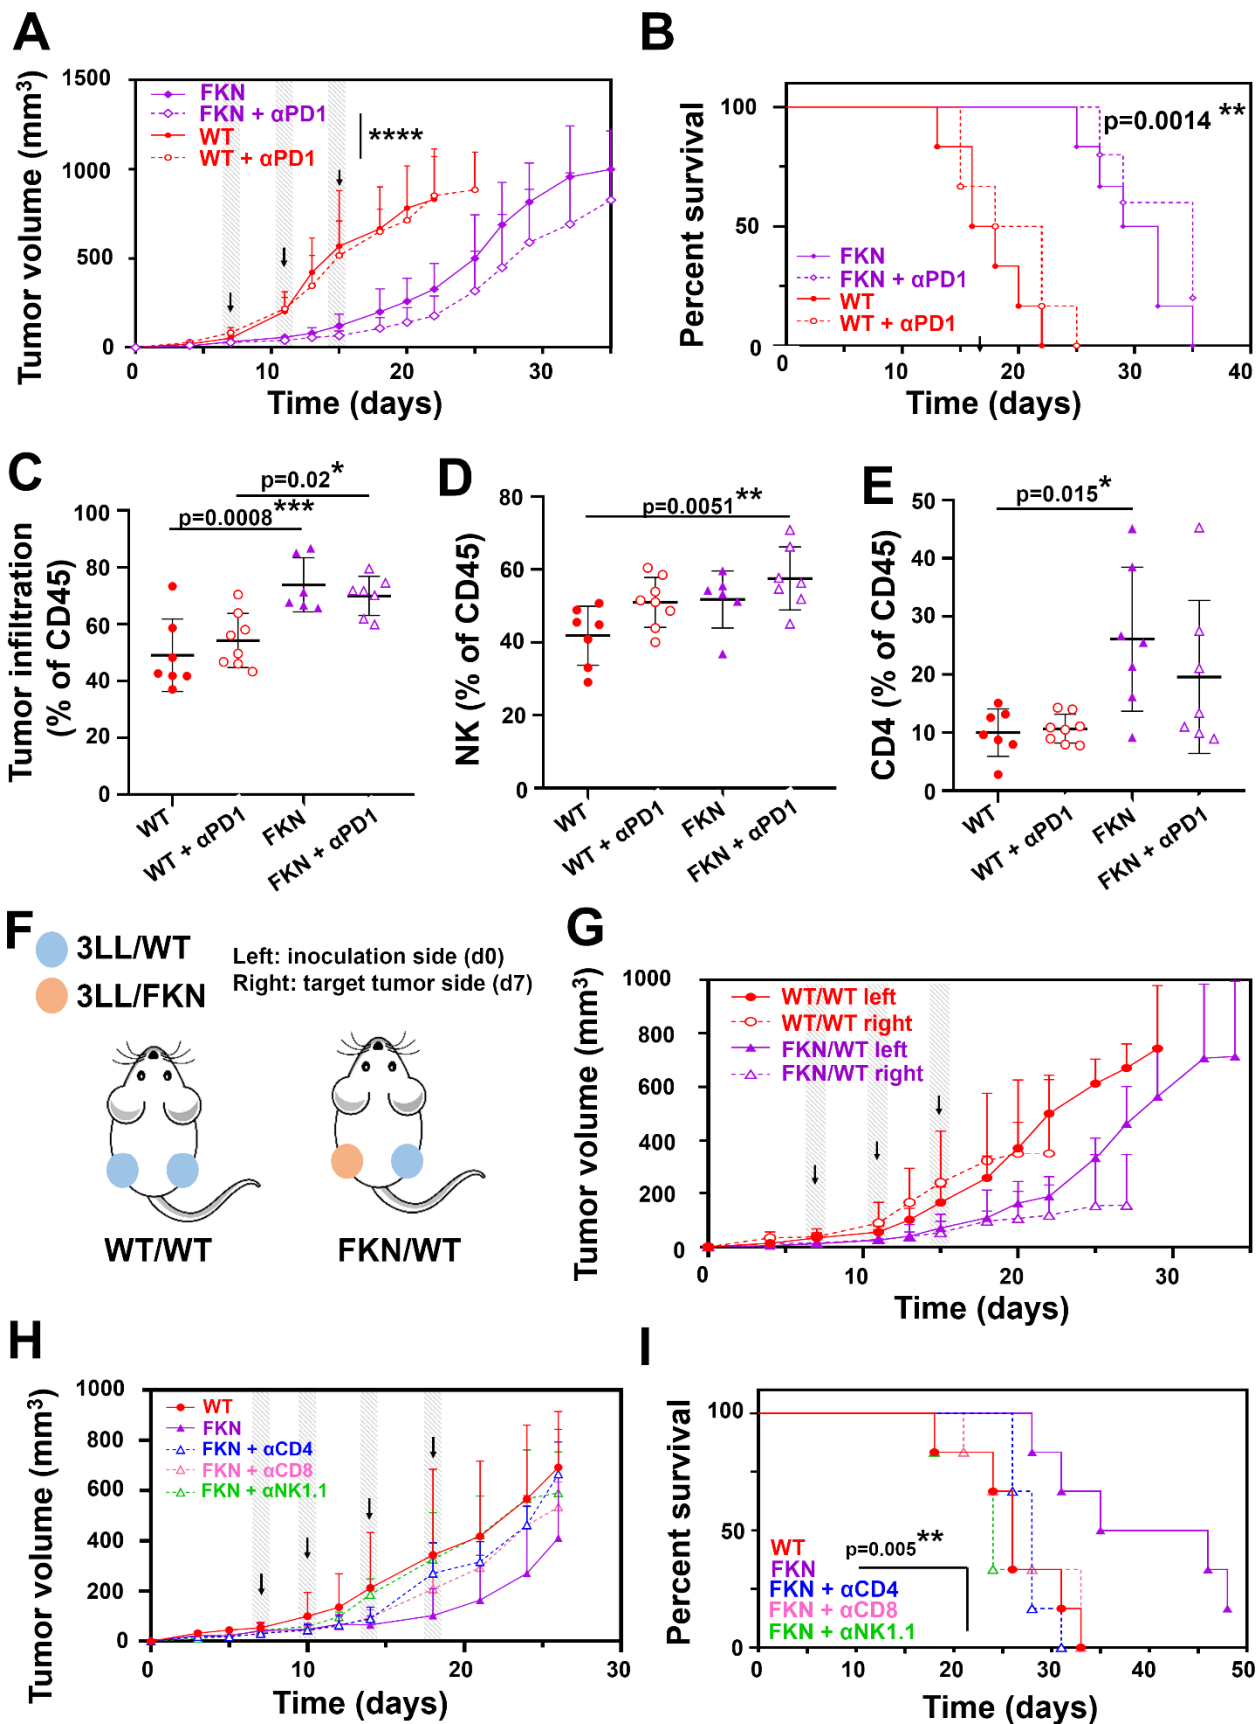 A
Tumor volume (mm³)
1500
1000
500
0
0
10
20
30
Time (days)
FKN
FKN + αPD1
WT
WT + αPD1
****
B
Percent survival
100
50
0
0
20
30
40
Time (days)
p=0.0014 **
FKN
FKN + αPD1
WT
WT + αPD1
C
Tumor infiltration
(% of CD45)
100
80
60
40
20
0
p=0.02 *
p=0.0008 ***
WT
WT + αPD1
FKN
FKN + αPD1
D
NK (% of CD45)
80
60
40
20
0
p=0.0051 **
WT
WT + αPD1
FKN
FKN + αPD1
E
CD4 (% of CD45)
50
40
30
20
10
0
p=0.015 *
WT
WT + αPD1
FKN
FKN + αPD1
F
3LL/WT
3LL/FKN
Left: inoculation side (d0)
Right: target tumor side (d7)
WT/WT
FKN/WT
G
Tumor volume (mm³)
1000
800
600
400
200
0
0
10
20
30
Time (days)
WT/WT left
WT/WT right
FKN/WT left
FKN/WT right
H
Tumor volume (mm³)
1000
800
600
400
200
0
0
10
20
30
Time (days)
WT
FKN
FKN + αCD4
FKN + αCD8
FKN + αNK1.1
I
Percent survival
100
50
0
0
10
20
30
40
50
Time (days)
p=0.005 **
WT
FKN
FKN + αCD4
FKN + αCD8
FKN + αNK1.1